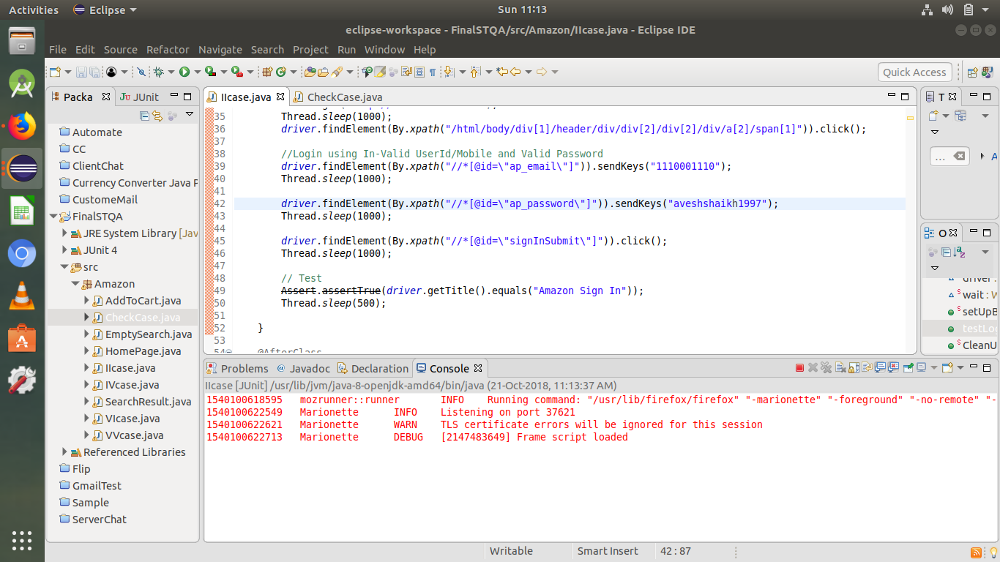 Activities Eclipse Sun 11:13
eclipse-workspace - FinalSTQA/src/Amazon/IIcase.java - Eclipse IDE
File Edit Source Refactor Navigate Search Project Run Window Help
Quick Access
Packa JUnit
Automate
CC
ClientChat
Currency Converter Java P
CustomeMail
FinalSTQA
JRE System Library [Jav
JUnit 4
src
Amazon
AddToCart.java
CheckCase.java
EmptySearch.java
HomePage.java
IIcase.java
IVcase.java
SearchResult.java
VIcase.java
VVcase.java
Referenced Libraries
Flip
GmailTest
Sample
ServerChat
IIcase.java CheckCase.java
35 Thread.sleep(1000);
36 driver.findElement(By.xpath("/html/body/div[1]/header/div/div[2]/div[2]/div/a[2]/span[1]")).click();
37
38 //Login using In-Valid UserId/Mobile and Valid Password
39 driver.findElement(By.xpath("//*[@id=\"ap_email\"]")).sendKeys("1110001110");
40 Thread.sleep(1000);
41
42 driver.findElement(By.xpath("//*[@id=\"ap_password\"]")).sendKeys("aveshshaikh1997");
43 Thread.sleep(1000);
44
45 driver.findElement(By.xpath("//*[@id=\"signInSubmit\"]")).click();
46 Thread.sleep(1000);
47
48 // Test
49 Assert.assertTrue(driver.getTitle().equals("Amazon Sign In"));
50 Thread.sleep(500);
51
52 }
53
54 @AfterClass
T
... A
O
driver :
wait : W
setUpB
testLo
CleanU
Problems @ Javadoc Declaration Console
IIcase [JUnit] /usr/lib/jvm/java-8-openjdk-amd64/bin/java (21-Oct-2018, 11:13:37 AM)
1540100618595 mozrunner::runner INFO Running command: "/usr/lib/firefox/firefox" "-marionette" "-foreground" "-no-remote" "-
1540100622549 Marionette INFO Listening on port 37621
1540100622621 Marionette WARN TLS certificate errors will be ignored for this session
1540100622713 Marionette DEBUG [2147483649] Frame script loaded
Writable Smart Insert 42 : 87